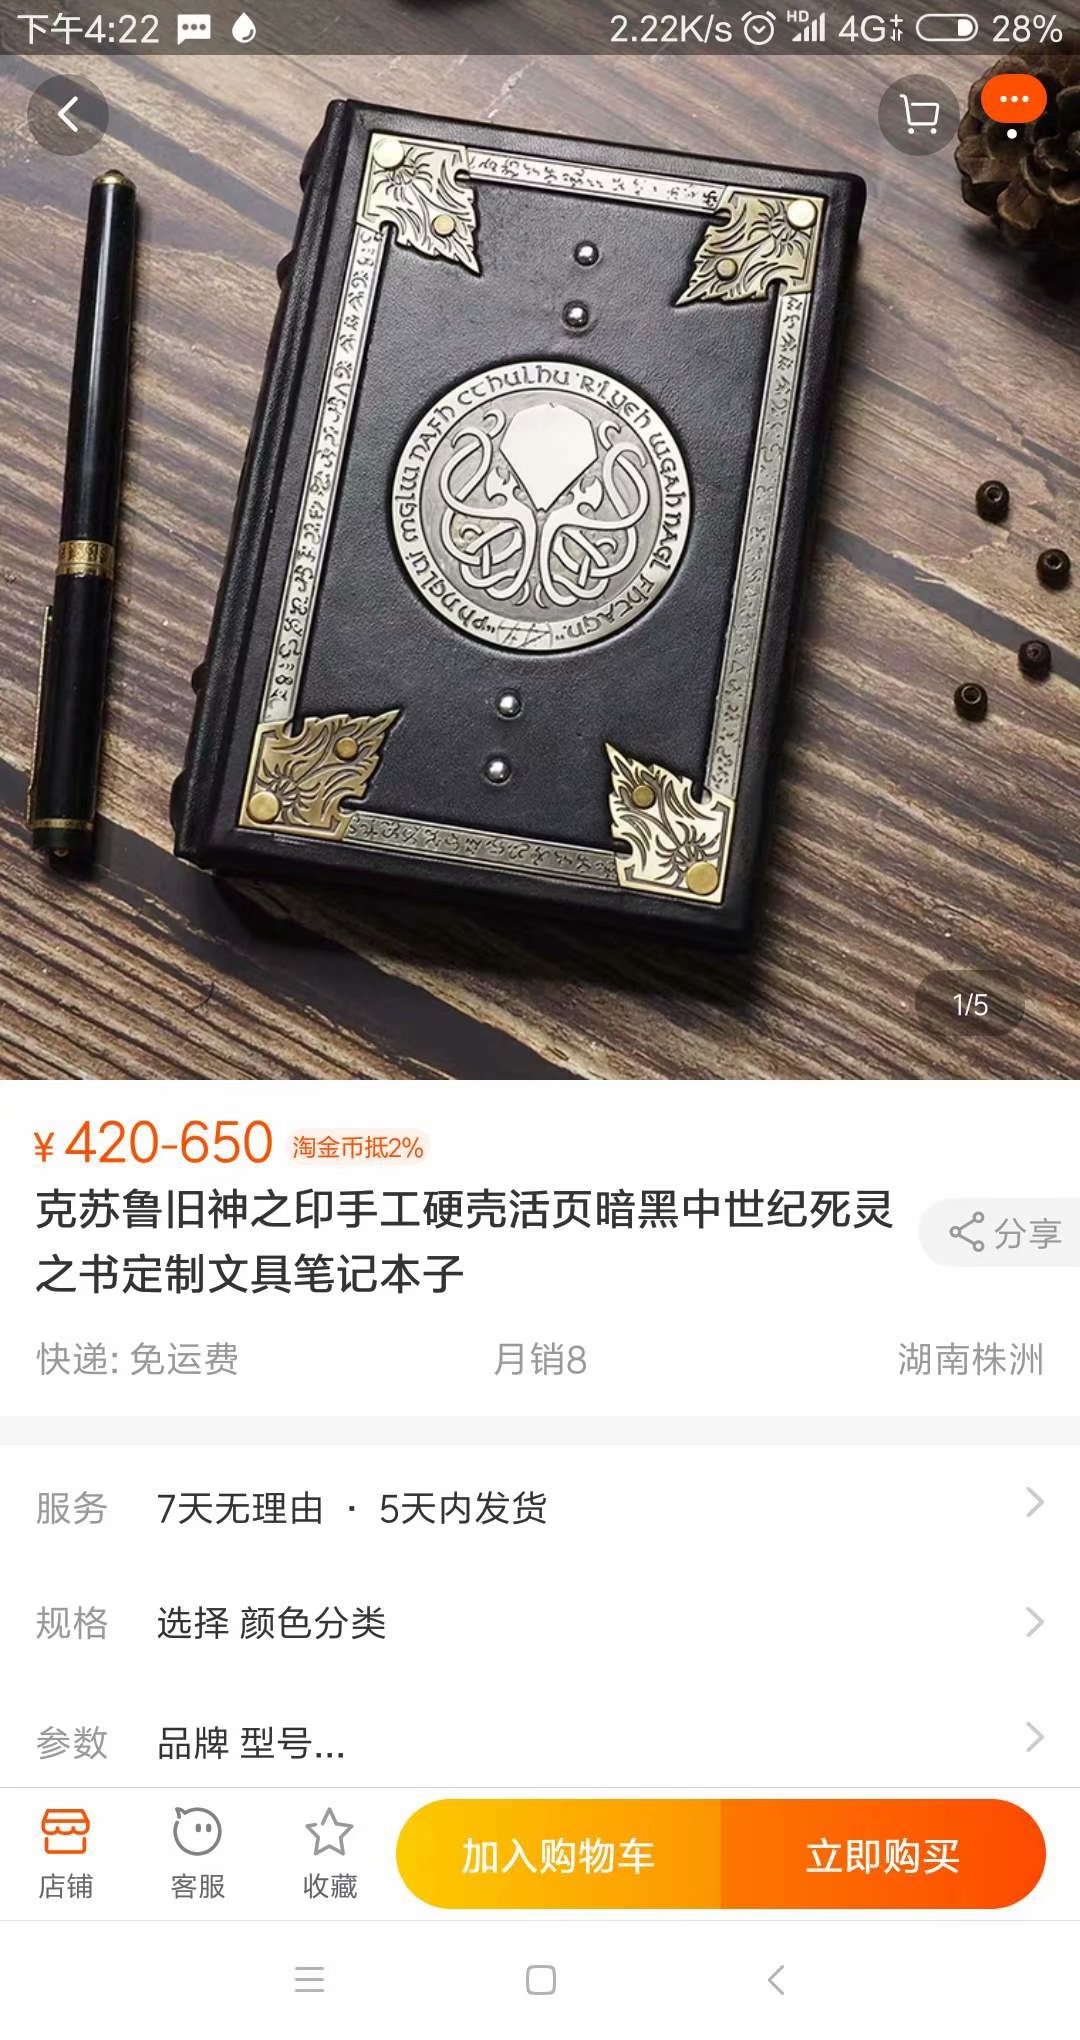 下午4:22
2.22K/s HD 4G+ 28%
"Ph'nglui mglw'nafh Cthulhu R'lyeh wgah'nagl fhtagn."
1/5
¥420-650 淘金币抵2%
克苏鲁旧神之印手工硬壳活页暗黑中世纪死灵
之书定制文具笔记本子
分享
快递: 免运费 月销8 湖南株洲
服务 7天无理由 · 5天内发货
规格 选择 颜色分类
参数 品牌 型号...
店铺 客服 收藏 加入购物车 立即购买